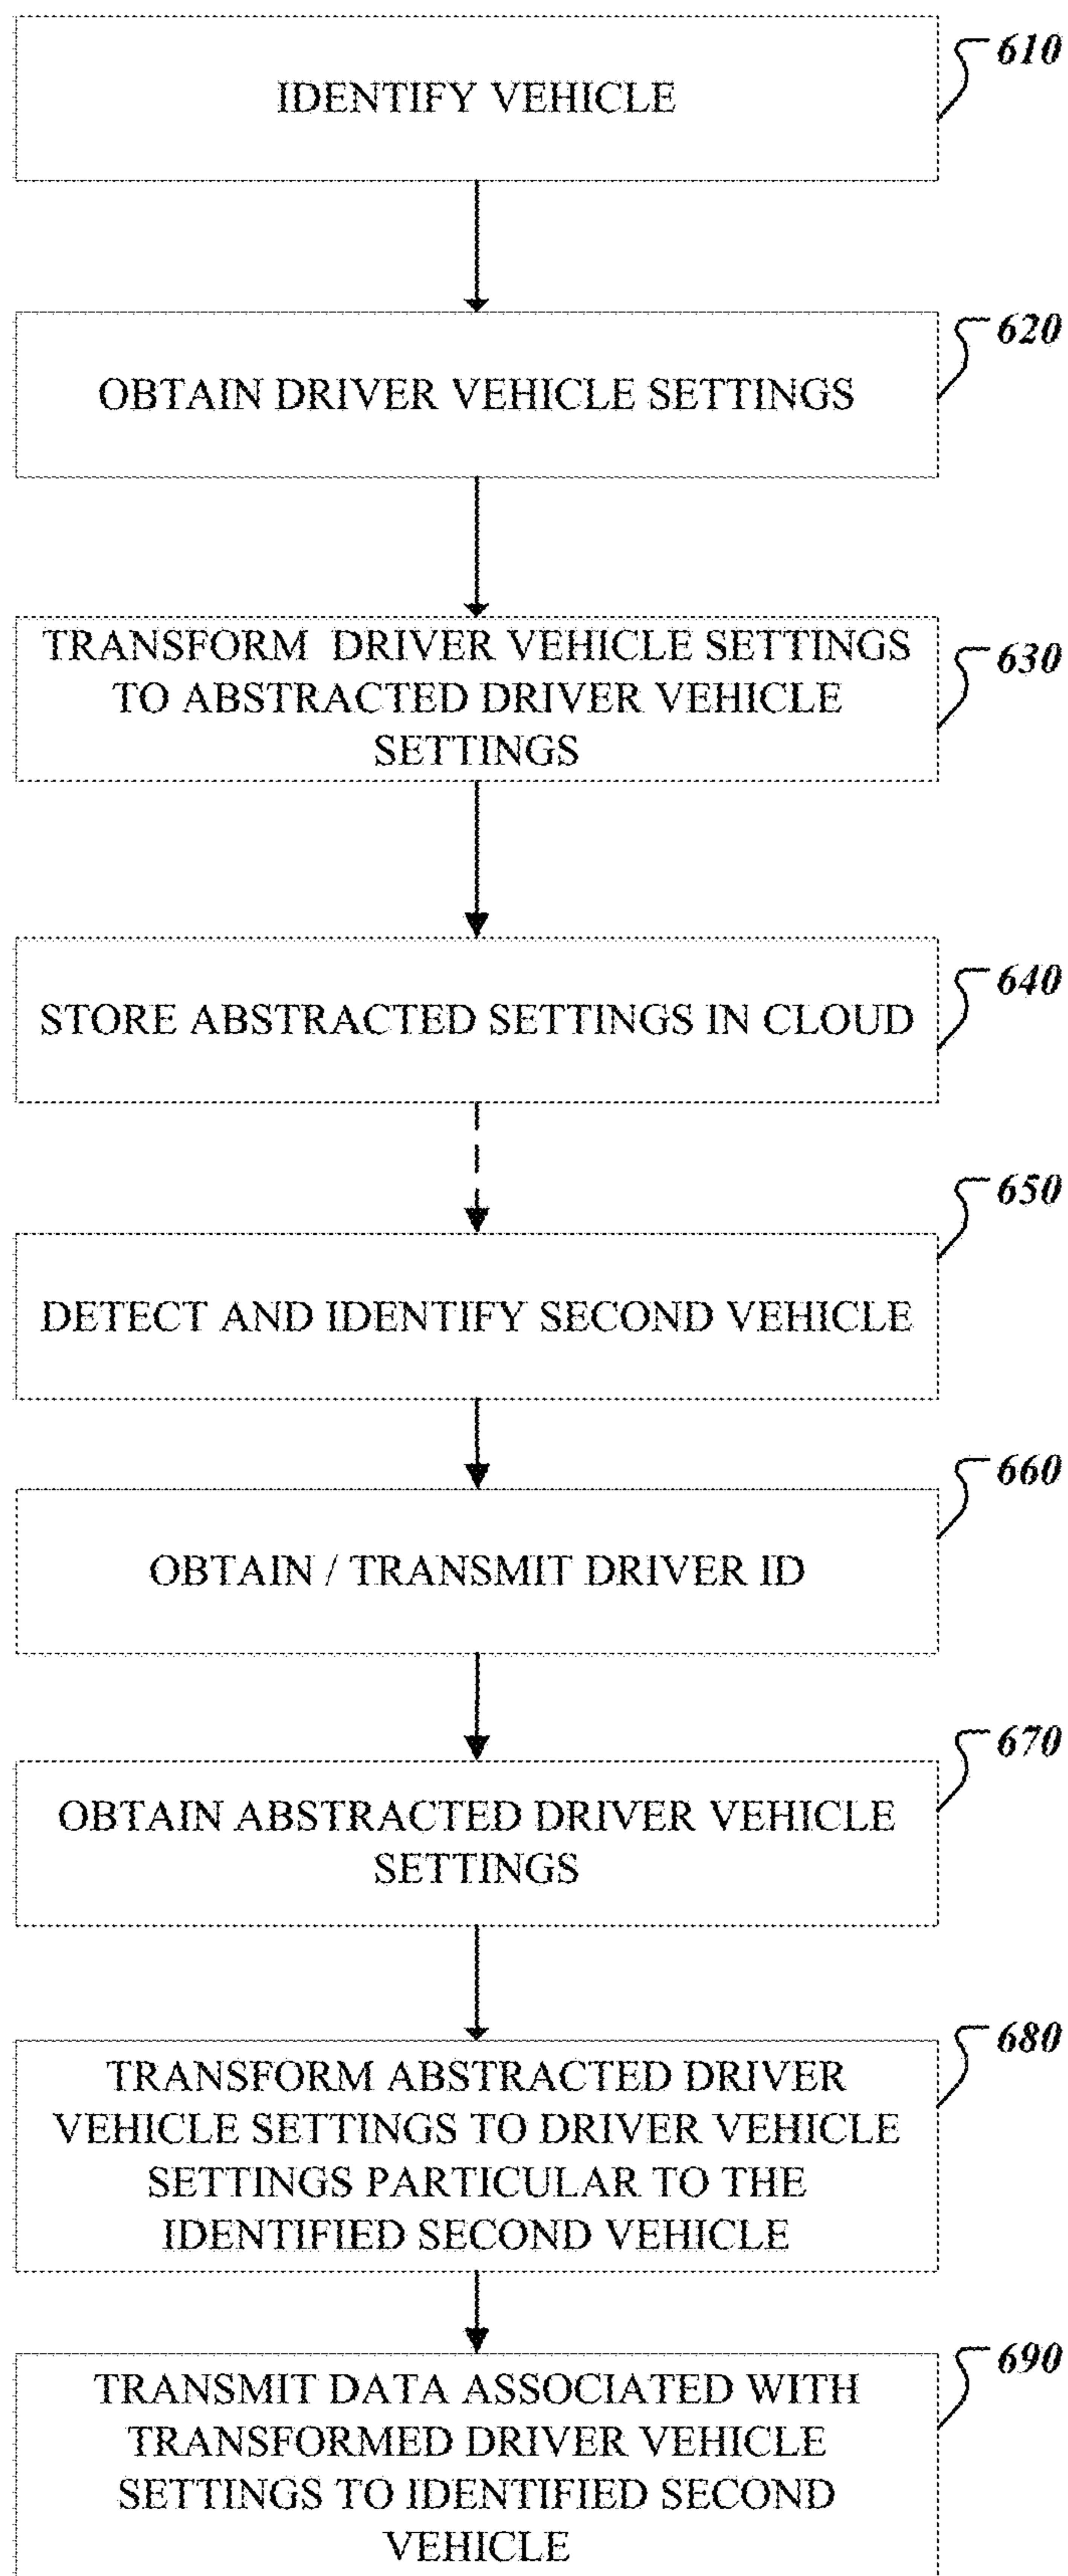 610
IDENTIFY VEHICLE
620
OBTAIN DRIVER VEHICLE SETTINGS
630
TRANSFORM DRIVER VEHICLE SETTINGS
TO ABSTRACTED DRIVER VEHICLE
SETTINGS
640
STORE ABSTRACTED SETTINGS IN CLOUD
650
DETECT AND IDENTIFY SECOND VEHICLE
660
OBTAIN / TRANSMIT DRIVER ID
670
OBTAIN ABSTRACTED DRIVER VEHICLE
SETTINGS
680
TRANSFORM ABSTRACTED DRIVER
VEHICLE SETTINGS TO DRIVER VEHICLE
SETTINGS PARTICULAR TO THE
IDENTIFIED SECOND VEHICLE
690
TRANSMIT DATA ASSOCIATED WITH
TRANSFORMED DRIVER VEHICLE
SETTINGS TO IDENTIFIED SECOND
VEHICLE